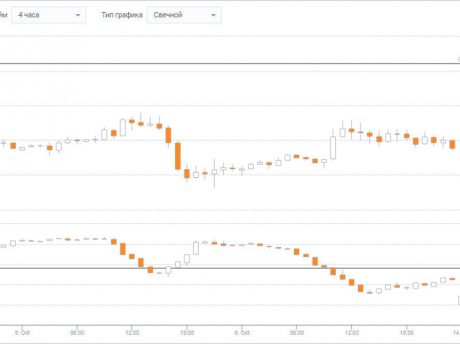 йм 4 часа Тип графика Свечной
8. Oct 06:00 12:00 18:00 9. Oct 06:00 12:00 18:00 14.